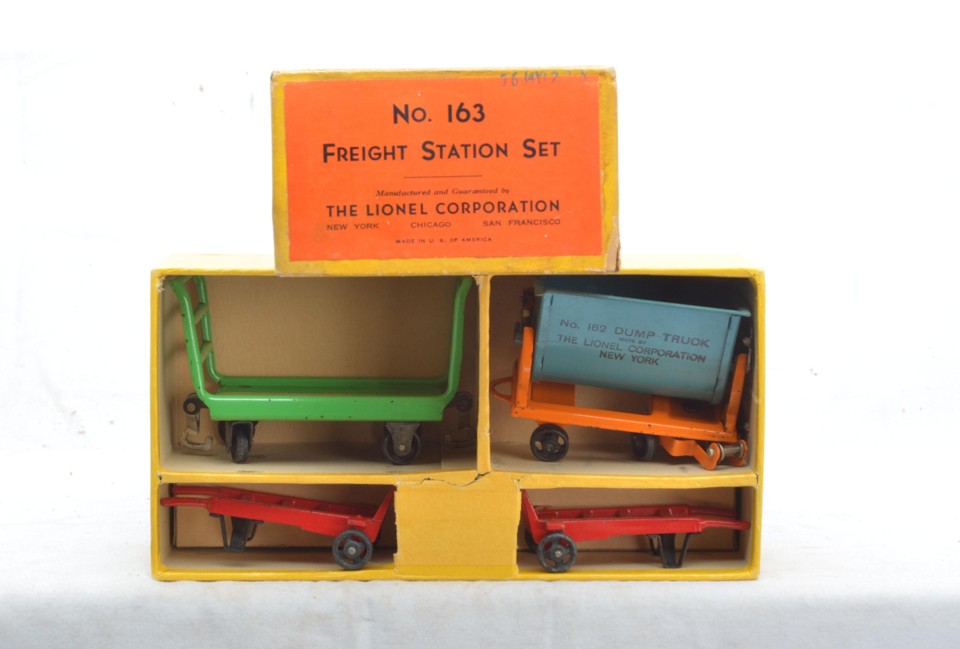 No. 163
FREIGHT STATION SET
Manufactured and Guaranteed by
THE LIONEL CORPORATION
NEW YORK CHICAGO SAN FRANCISCO
MADE IN U. S. OF AMERICA
No. 162 DUMP TRUCK
MADE BY
THE LIONEL CORPORATION
NEW YORK